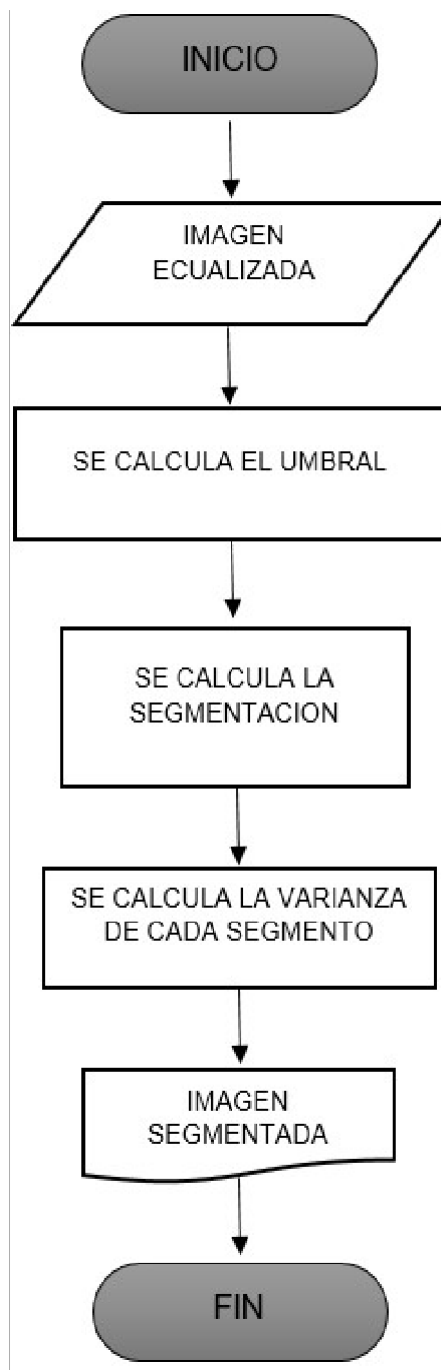 INICIO
IMAGEN
ECUALIZADA
SE CALCULA EL UMBRAL
SE CALCULA LA
SEGMENTACION
SE CALCULA LA VARIANZA
DE CADA SEGMENTO
IMAGEN
SEGMENTADA
FIN